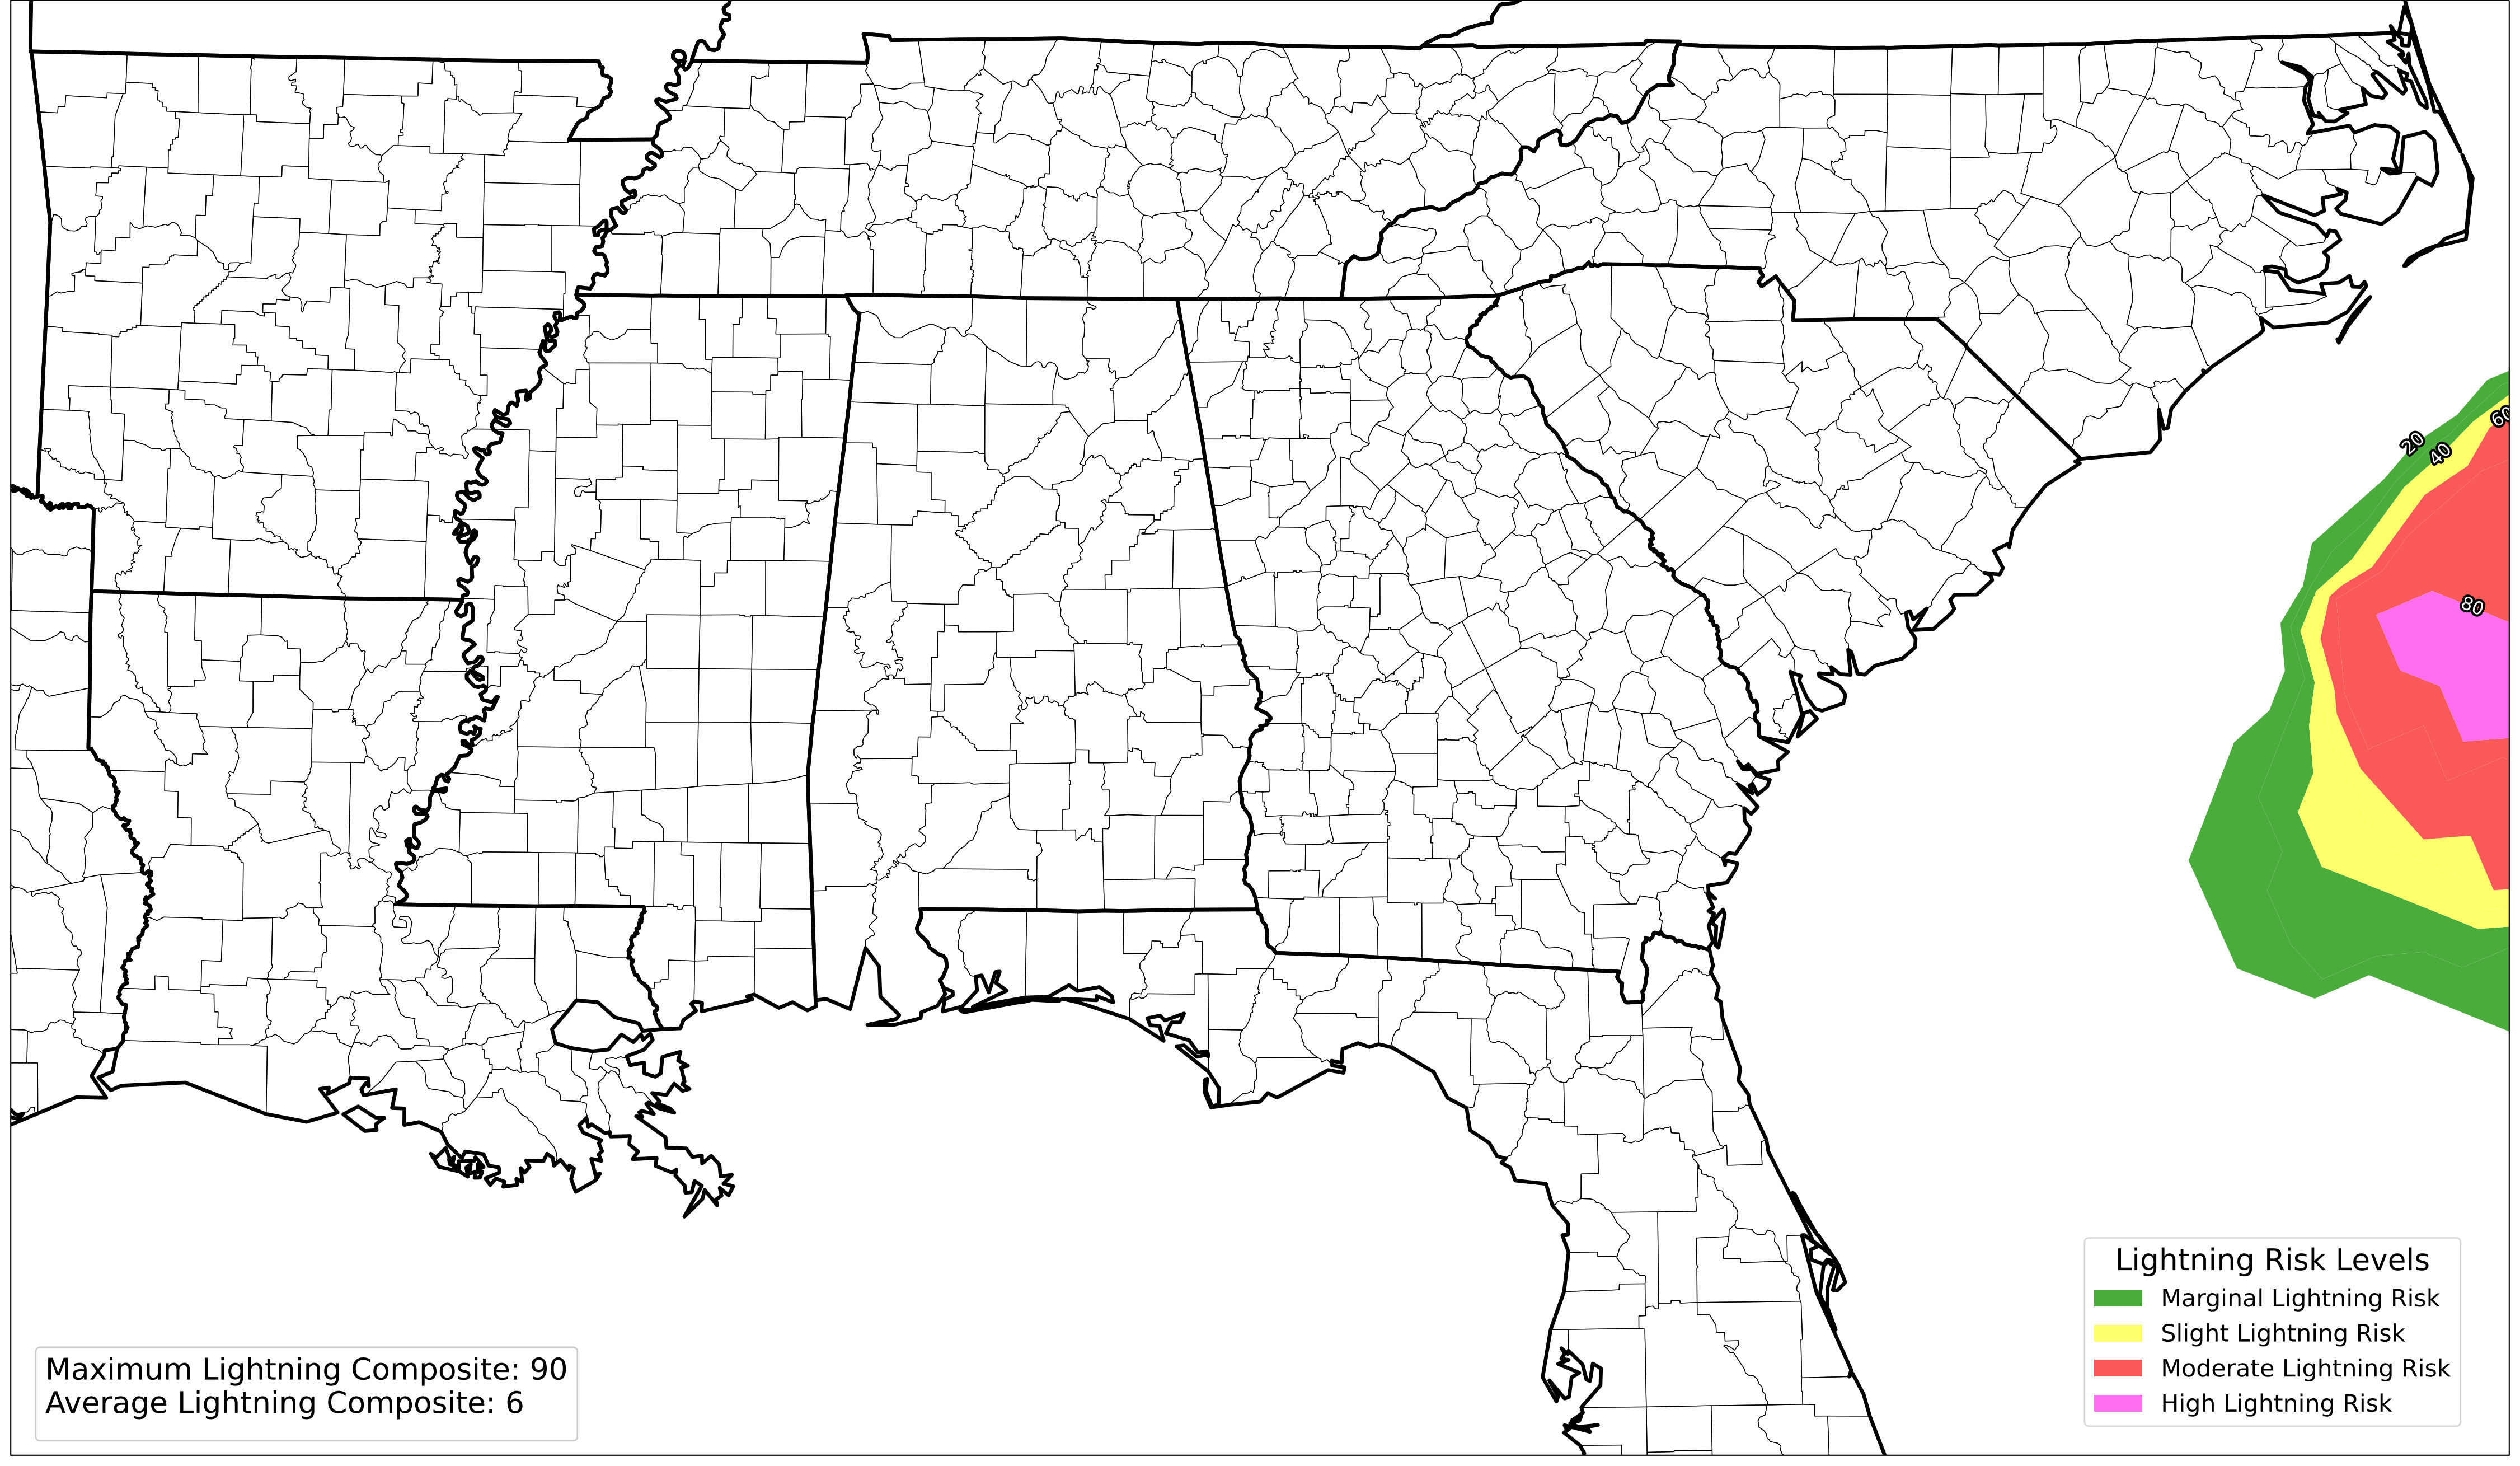 60
20
40
80
Lightning Risk Levels
Marginal Lightning Risk
Slight Lightning Risk
Moderate Lightning Risk
High Lightning Risk
Maximum Lightning Composite: 90
Average Lightning Composite: 6